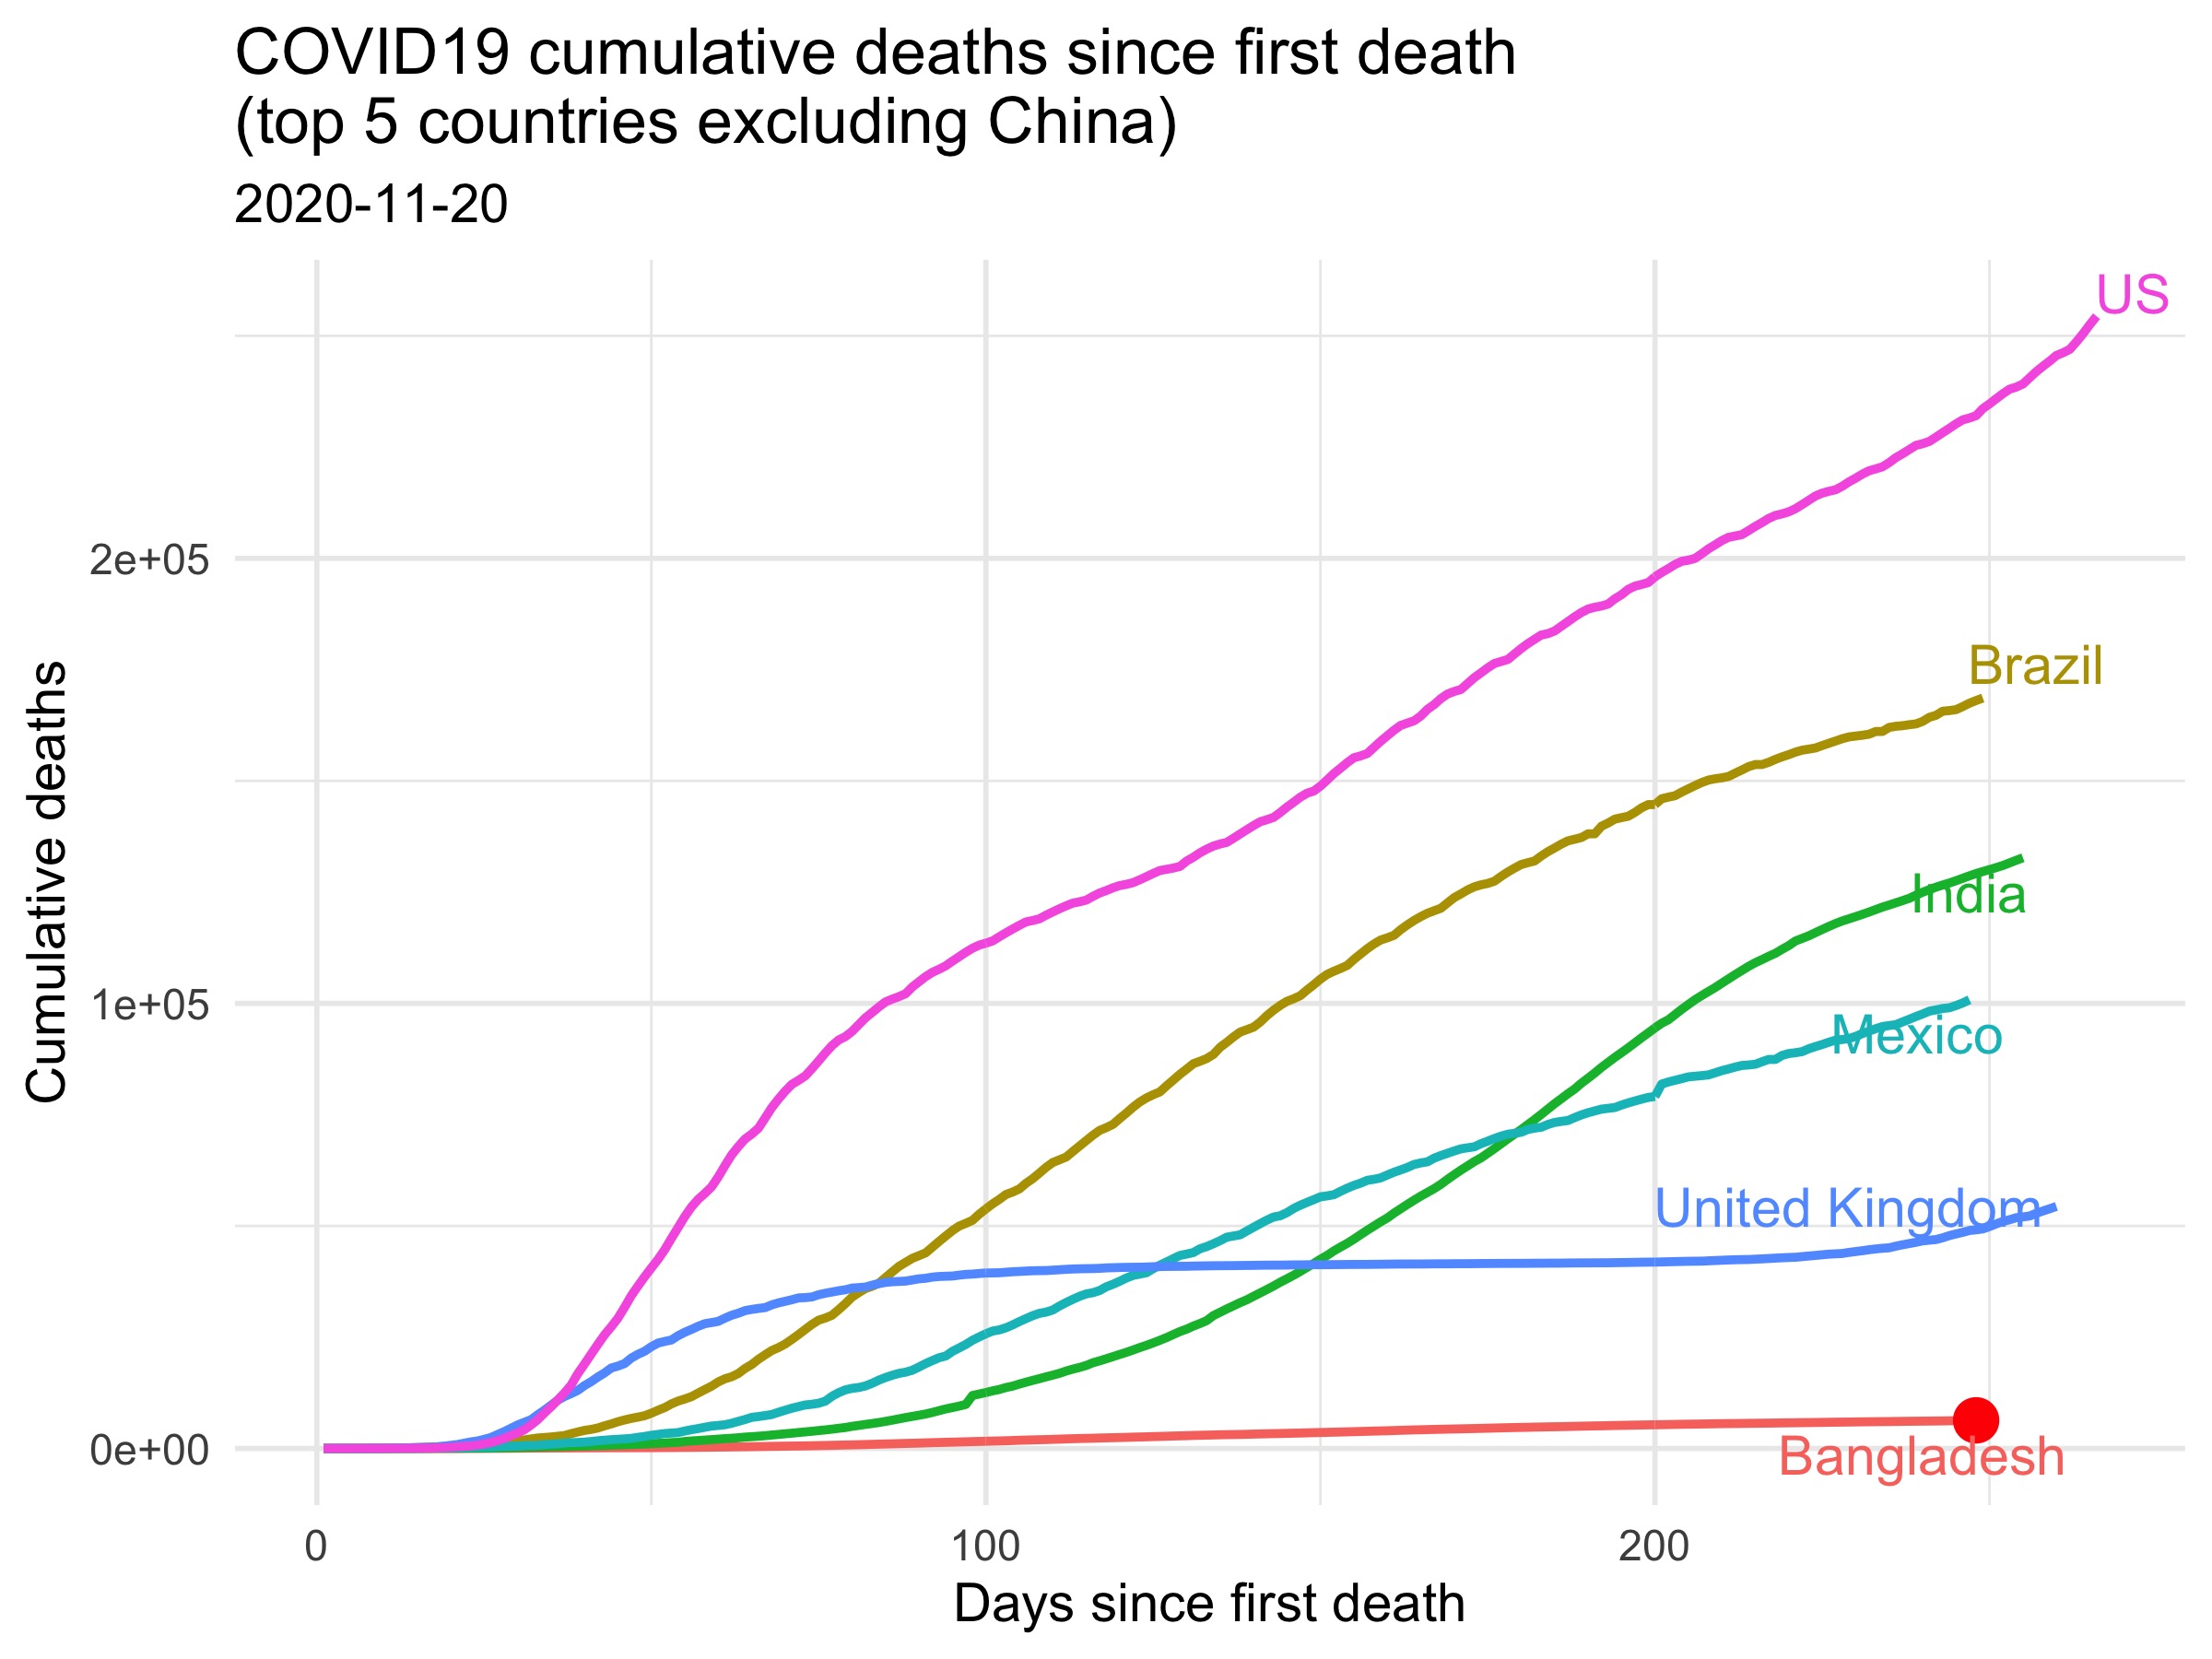 COVID19 cumulative deaths since first death
(top 5 countries excluding China)
2020-11-20
US
Brazil
India
Mexico
United Kingdom
Bangladesh
2e+05
1e+05
0e+00
Cumulative deaths
0 100 200
Days since first death